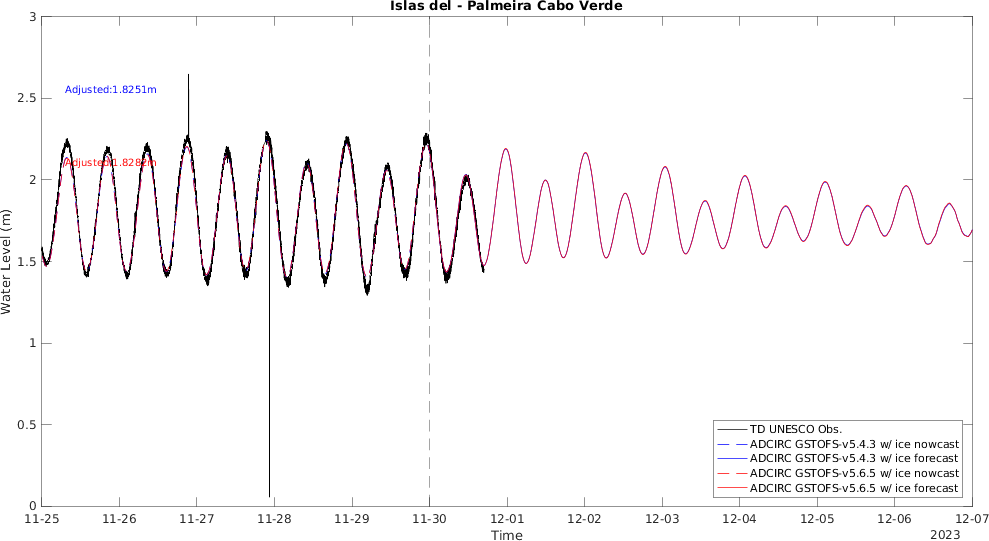 Islas del - Palmeira Cabo Verde
3
2.5
2
1.5
1
0.5
0
Water Level (m)
Adjusted:1.8251m
Adjusted:1.8282m
TD UNESCO Obs.
ADCIRC GSTOFS-v5.4.3 w/ ice nowcast
ADCIRC GSTOFS-v5.4.3 w/ ice forecast
ADCIRC GSTOFS-v5.6.5 w/ ice nowcast
ADCIRC GSTOFS-v5.6.5 w/ ice forecast
11-25 11-26 11-27 11-28 11-29 11-30 12-01 12-02 12-03 12-04 12-05 12-06 12-07
Time
2023